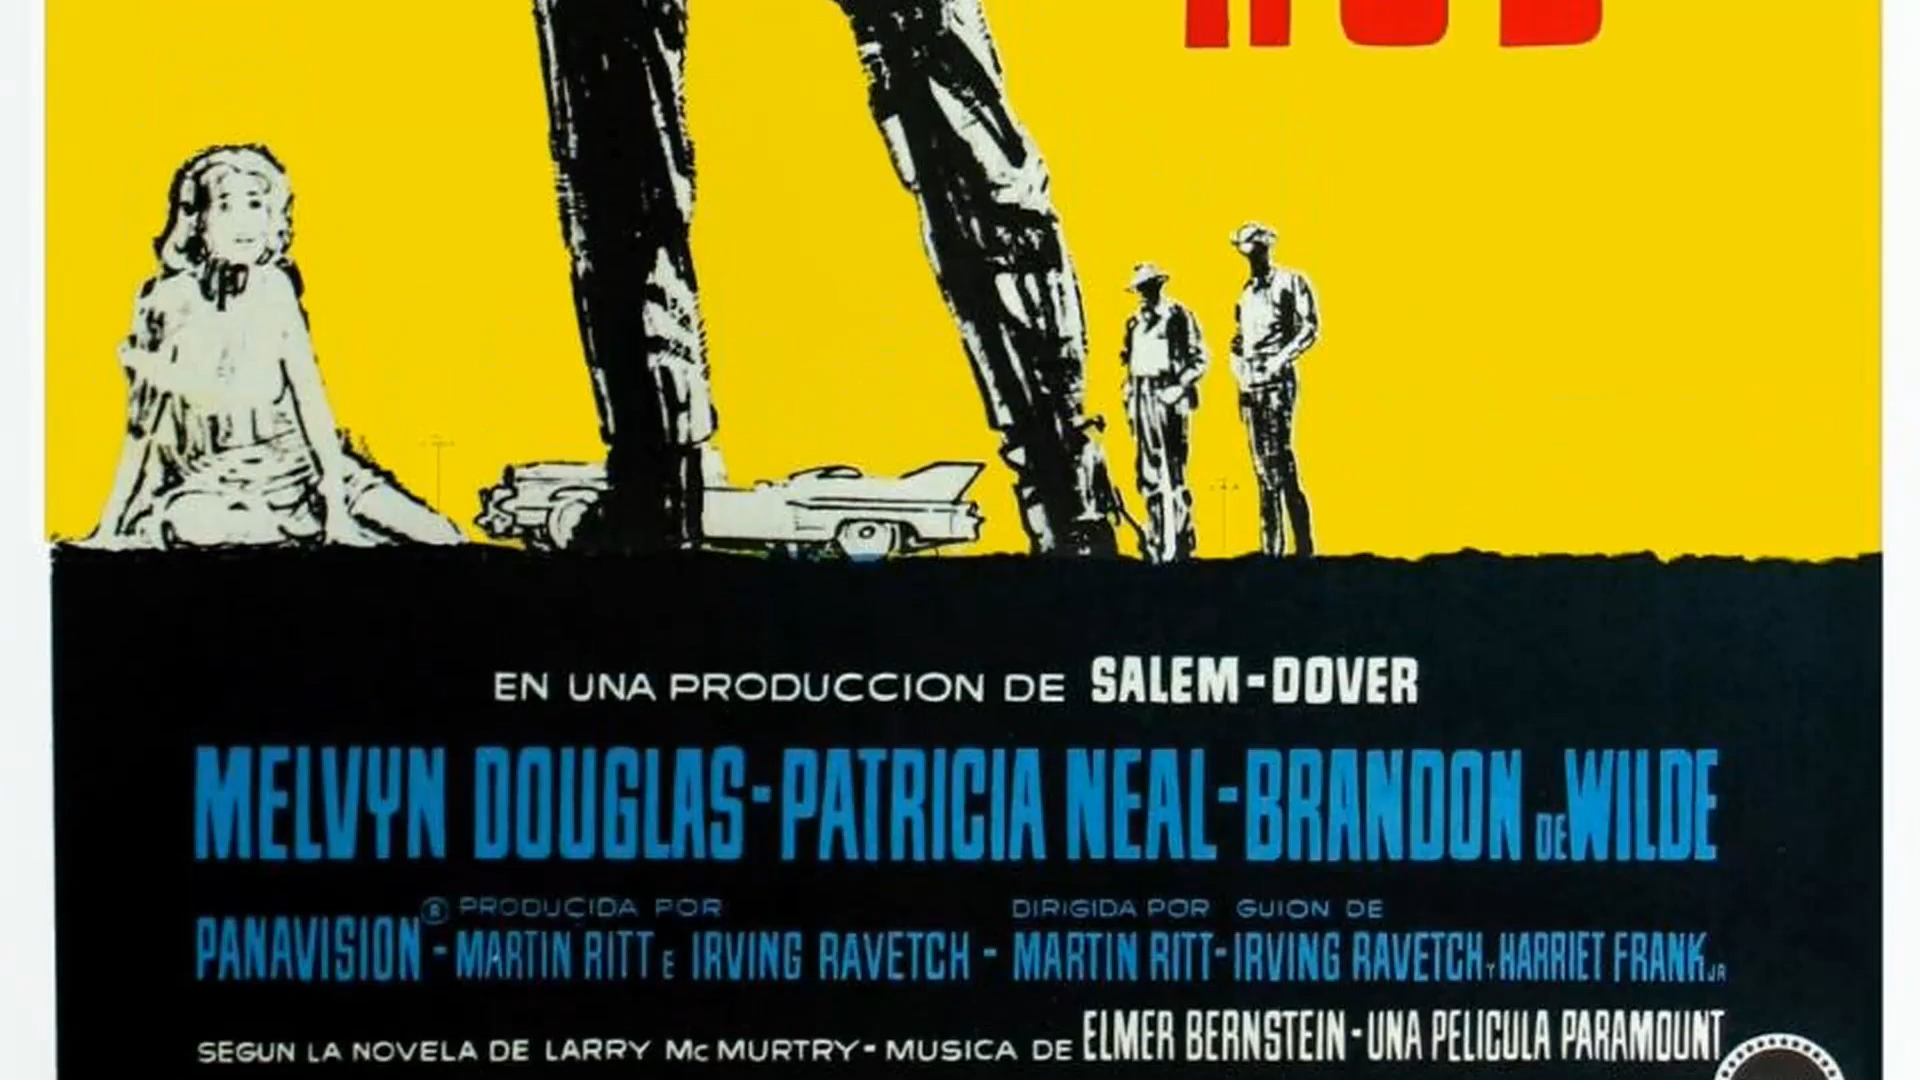 HUD
EN UNA PRODUCCION DE SALEM-DOVER
MELVYN DOUGLAS-PATRICIA NEAL-BRANDON DE WILDE
® PRODUCIDA POR DIRIGIDA POR GUION DE
PANAVISION - MARTIN RITT E IRVING RAVETCH - MARTIN RITT-IRVING RAVETCH Y HARRIET FRANK JR
SEGUN LA NOVELA DE LARRY McMURTRY-MUSICA DE ELMER BERNSTEIN-UNA PELICULA PARAMOUNT